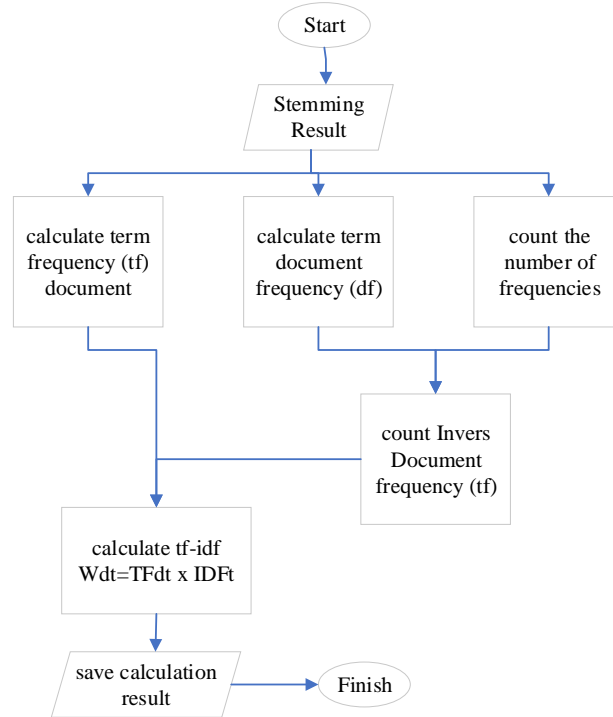 Start
Stemming
Result
calculate term
frequency (tf)
document
calculate term
document
frequency (df)
count the
number of
frequencies
count Invers
Document
frequency (tf)
calculate tf-idf
Wdt=TFdt x IDFt
save calculation
result
Finish